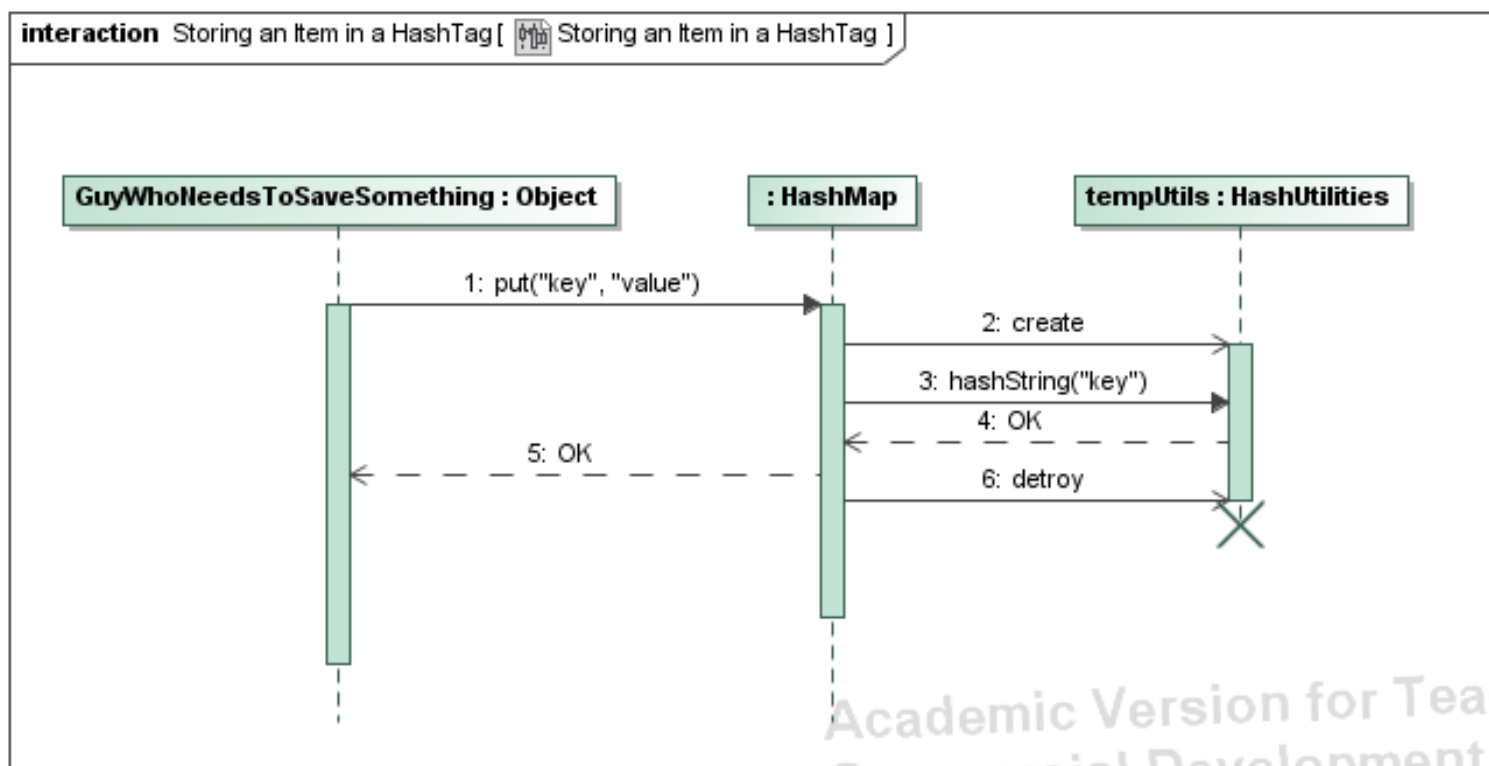 interaction Storing an Item in a HashTag [ Storing an Item in a HashTag ]
GuyWhoNeedsToSaveSomething : Object
: HashMap
tempUtils : HashUtilities
1: put("key", "value")
2: create
3: hashString("key")
4: OK
5: OK
6: detroy
Academic Version for Tea
Development